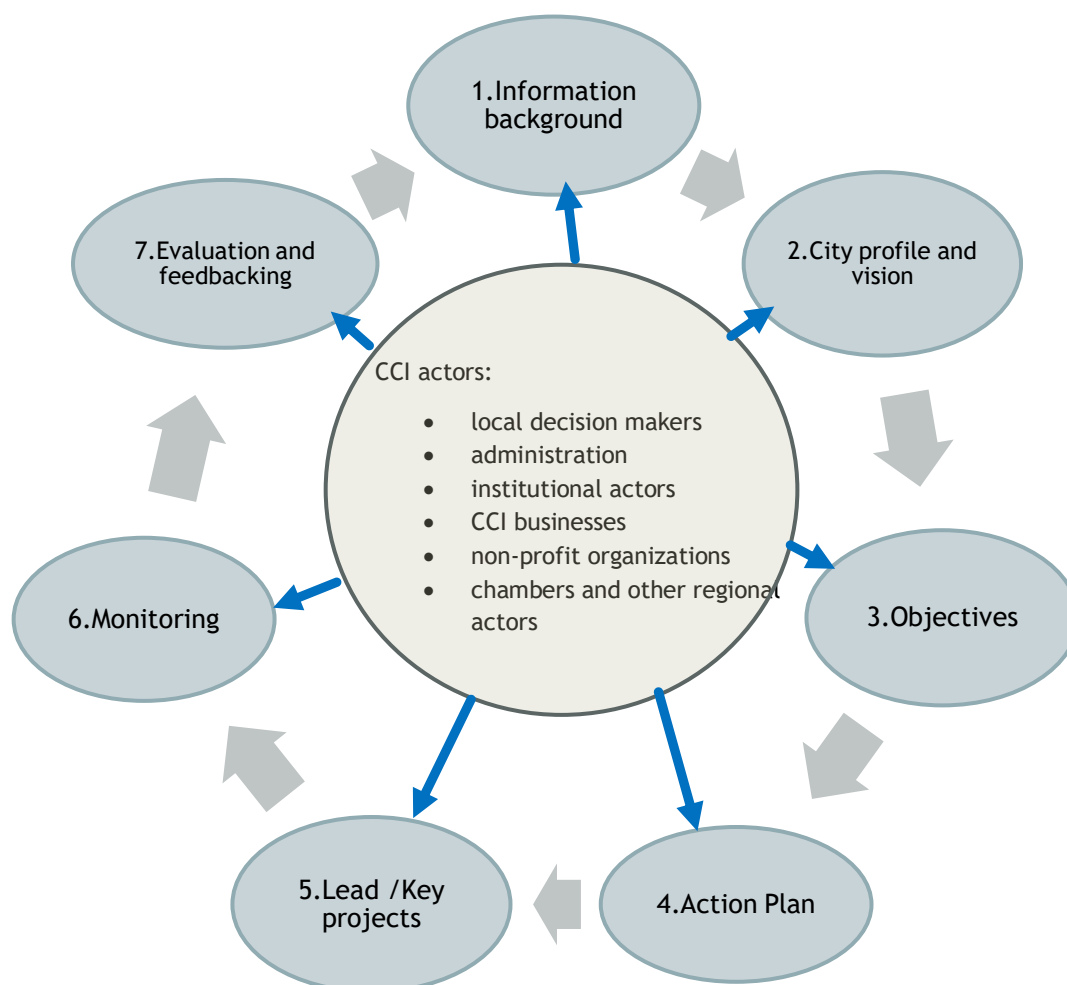 1.Information
background
2.City profile and
vision
3.Objectives
4.Action Plan
5.Lead /Key
projects
6.Monitoring
7.Evaluation and
feedbacking
CCI actors:
• local decision makers
• administration
• institutional actors
• CCI businesses
• non-profit organizations
• chambers and other regional
actors